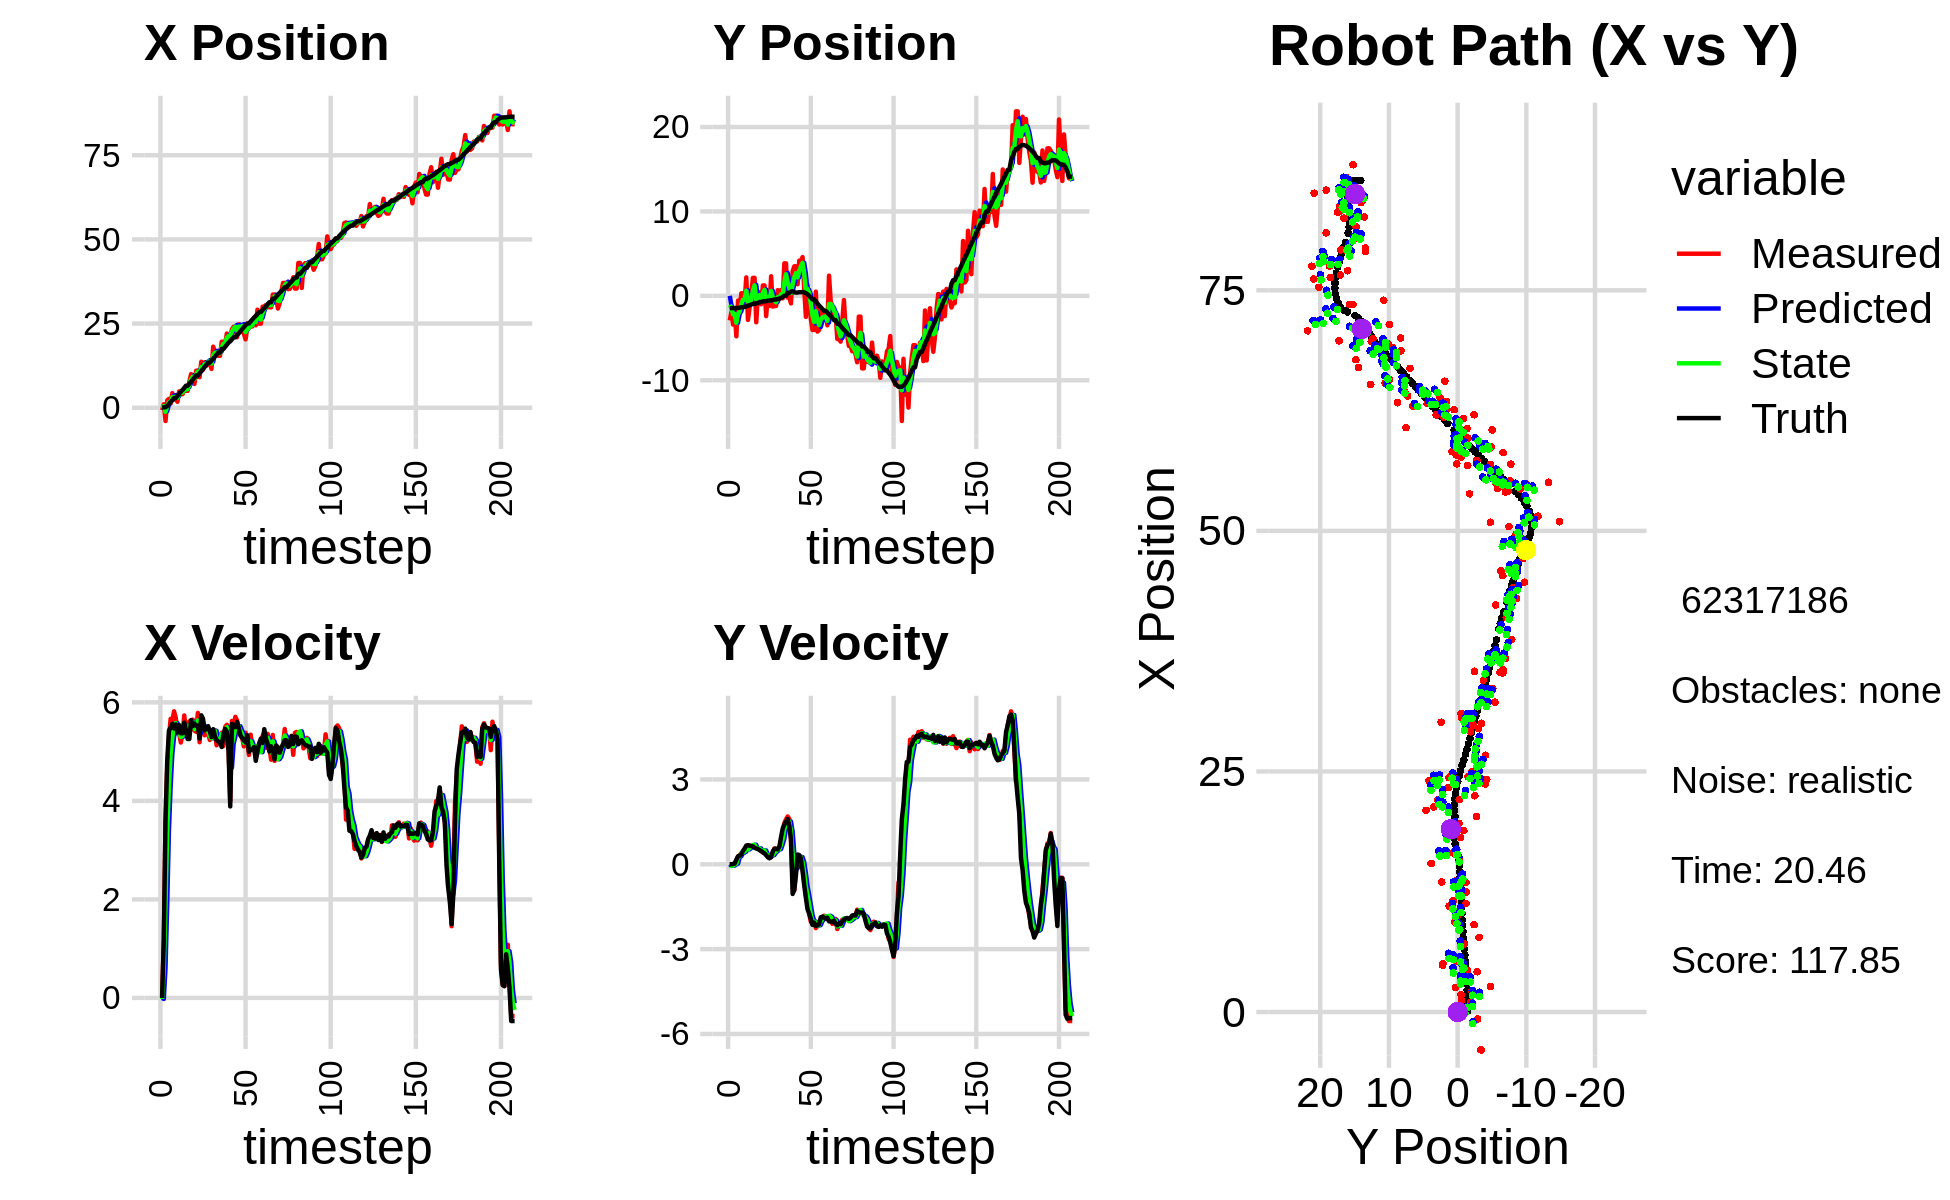 X Position
75
50
25
0
0
50
100
150
200
timestep
Y Position
20
10
0
-10
0
50
100
150
200
timestep
X Velocity
6
4
2
0
0
50
100
150
200
timestep
Y Velocity
3
0
-3
-6
0
50
100
150
200
timestep
Robot Path (X vs Y)
X Position
75
50
25
0
20
10
0
-10
-20
Y Position
variable
Measured
Predicted
State
Truth
62317186
Obstacles: none
Noise: realistic
Time: 20.46
Score: 117.85